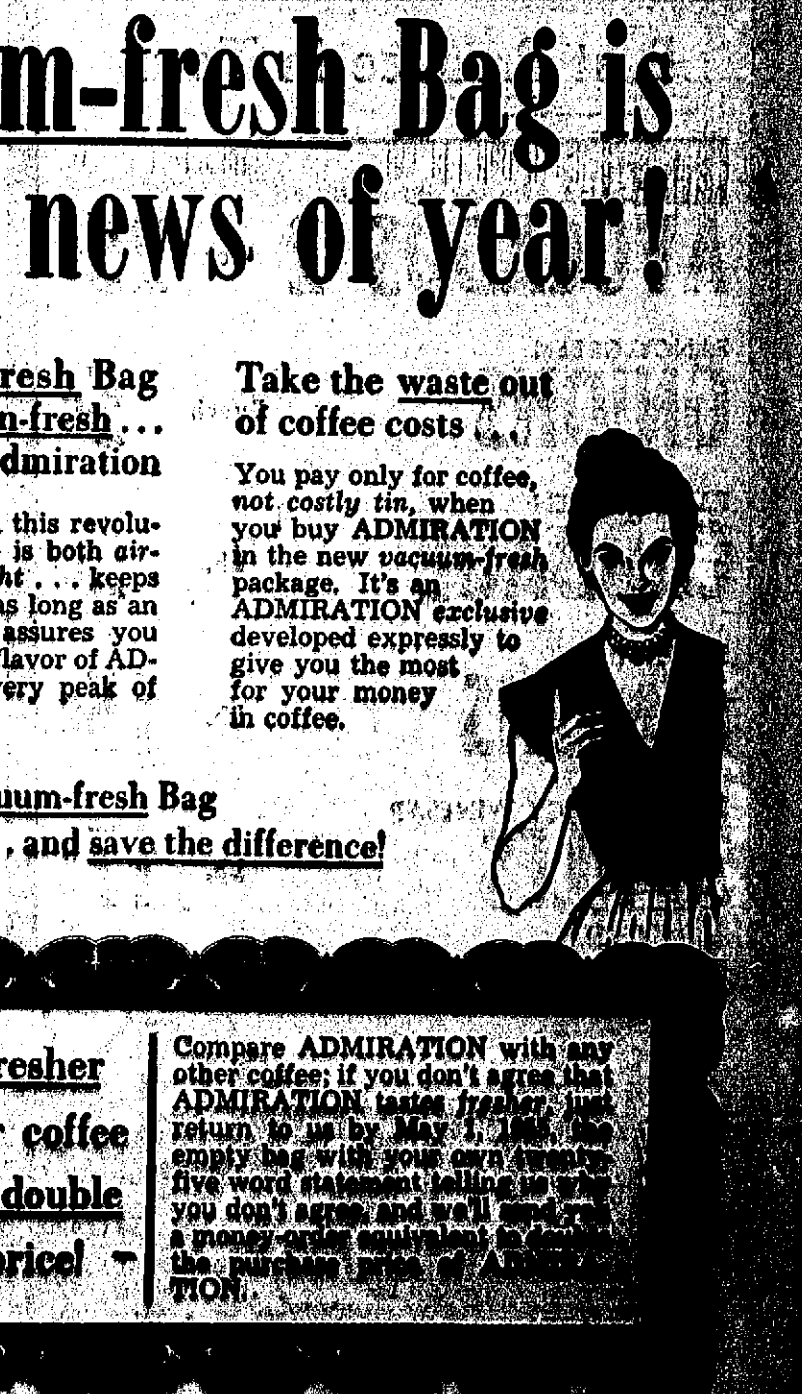 m-fresh Bag is
news of year!
resh Bag
n-fresh...
dmiration
this revolu-
is both air-
ht... keeps
as long as an
assures you
lavor of AD-
very peak of
Take the waste out
of coffee costs...
You pay only for coffee,
not costly tin, when
you buy ADMIRATION
in the new vacuum-fresh
package. It's an
ADMIRATION exclusive
developed expressly to
give you the most
for your money
in coffee.
uum-fresh Bag
. and save the difference!
resher
coffee
double
price! -
Compare ADMIRATION with any
other coffee; if you don't agree that
ADMIRATION tastes fresher, just
return to us by May 1, the
empty bag with your own twenty-
five word statement telling us why
you don't agree, and we'll send you
a money-order equivalent to double
the purchase price of ADMIRA-
TION.